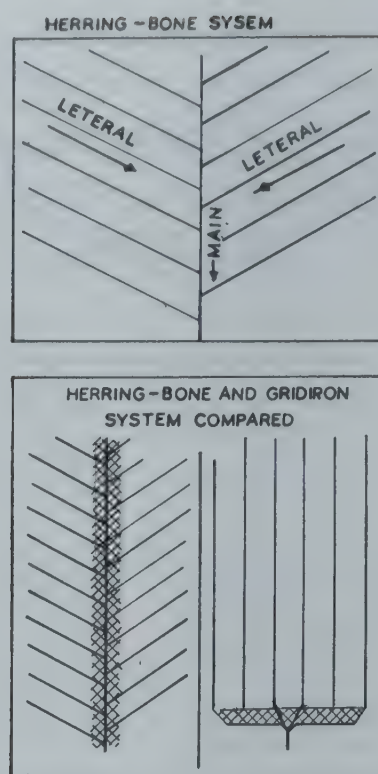 HERRING-BONE SYSEM
LETERAL
LETERAL
MAIN
HERRING-BONE AND GRIDIRON
SYSTEM COMPARED